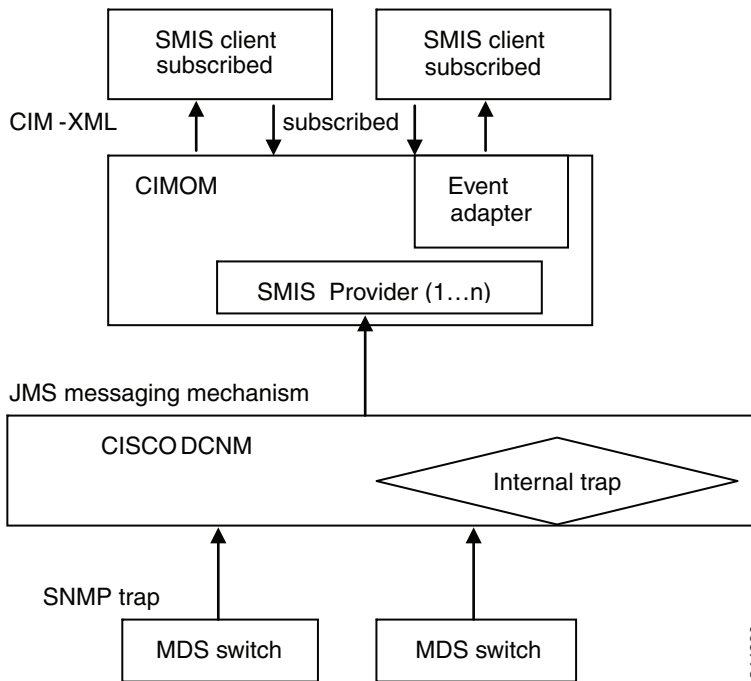 SMIS client
subscribed
SMIS client
subscribed
CIM -XML
subscribed
CIMOM
Event
adapter
SMIS Provider (1…n)
JMS messaging mechanism
CISCO DCNM
Internal trap
SNMP trap
MDS switch
MDS switch